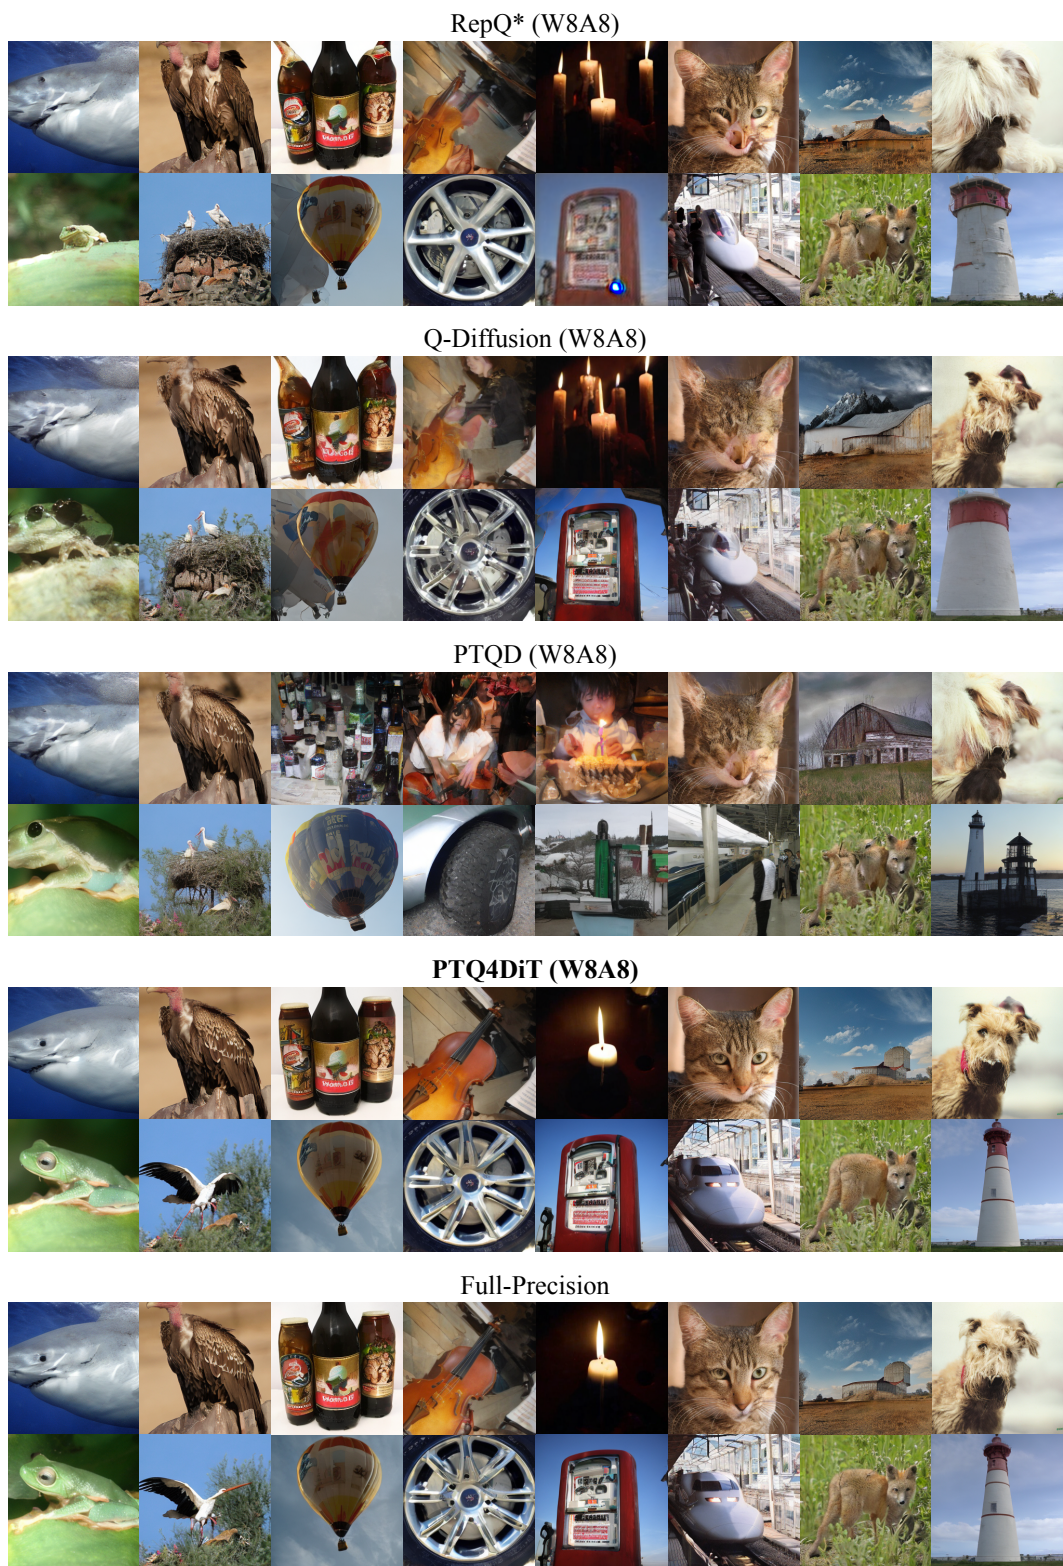 RepQ* (W8A8)
Q-Diffusion (W8A8)
PTQD (W8A8)
PTQ4DiT (W8A8)
Full-Precision